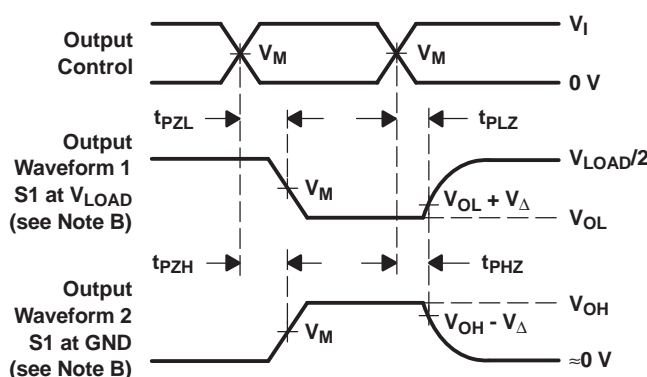 Output
Control
V_I
V_M
V_M
0 V
t_PZL
t_PLZ
Output
Waveform 1
S1 at V_LOAD
(see Note B)
V_LOAD/2
V_M
V_OL + V_Δ
V_OL
t_PZH
t_PHZ
Output
Waveform 2
S1 at GND
(see Note B)
V_OH
V_OH - V_Δ
V_M
≈0 V